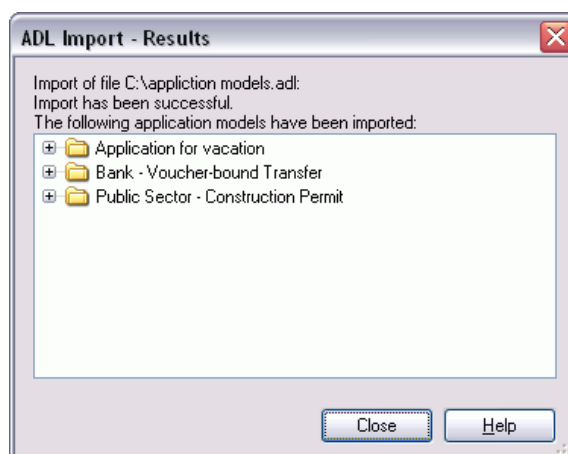 ADL Import - Results
Import of file C:\appliction models.adl:
Import has been successful.
The following application models have been imported:
Application for vacation
Bank - Voucher-bound Transfer
Public Sector - Construction Permit
Close Help